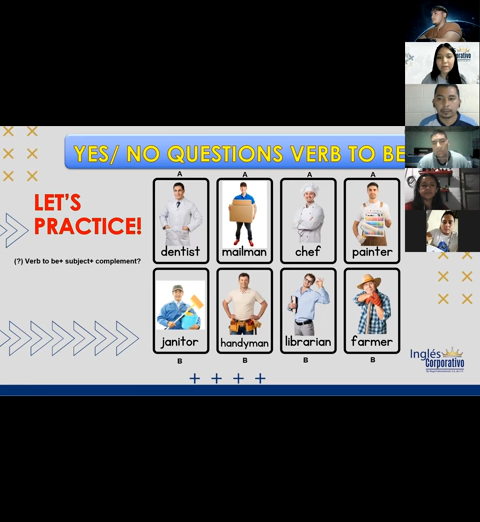 YES/ NO QUESTIONS VERB TO BE
LET'S
PRACTICE!
(?) Verb to be+ subject+ complement?
A
A
A
A
dentist
mailman
chef
painter
janitor
handyman
librarian
farmer
B
B
B
B
Inglés
Corporativo